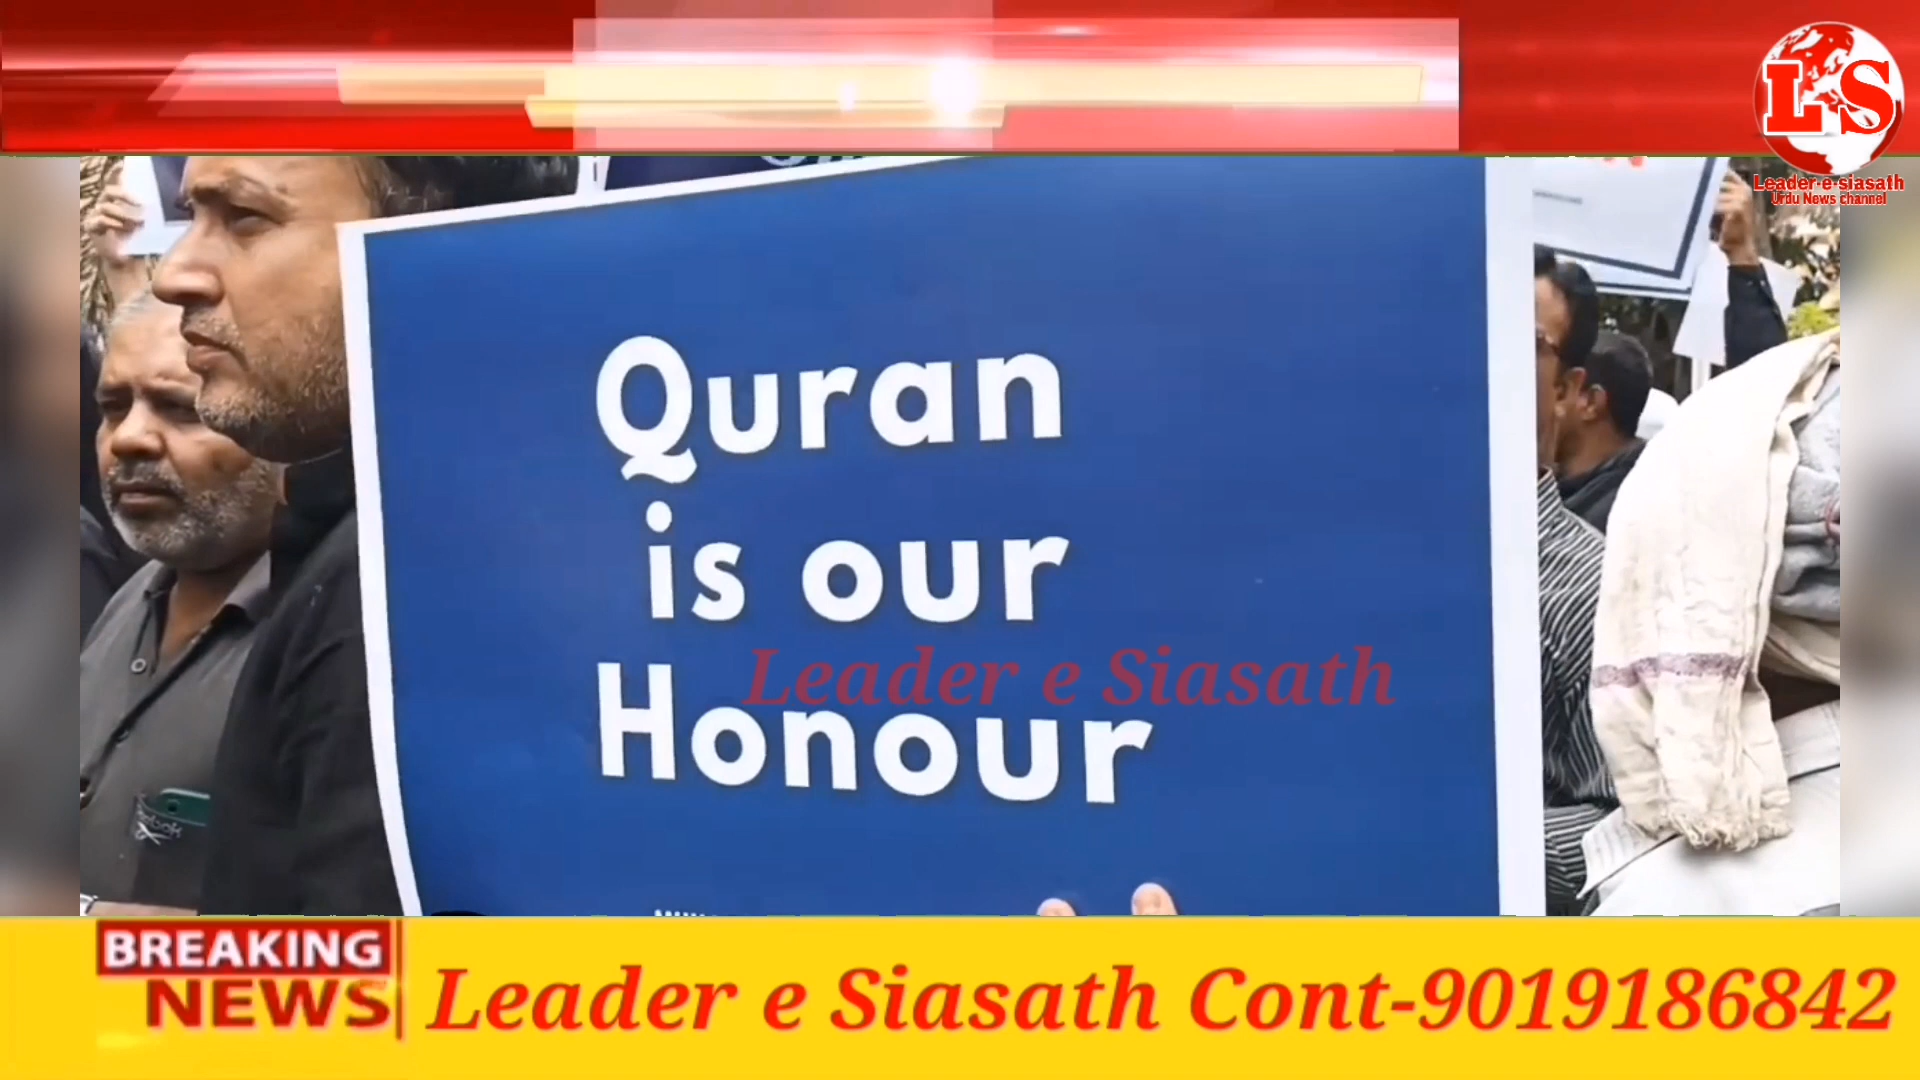 LS
Leader-e-siasath
Urdu News channel
Quran
is our
Honour
Leader e Siasath
BREAKING
NEWS
Leader e Siasath Cont-9019186842